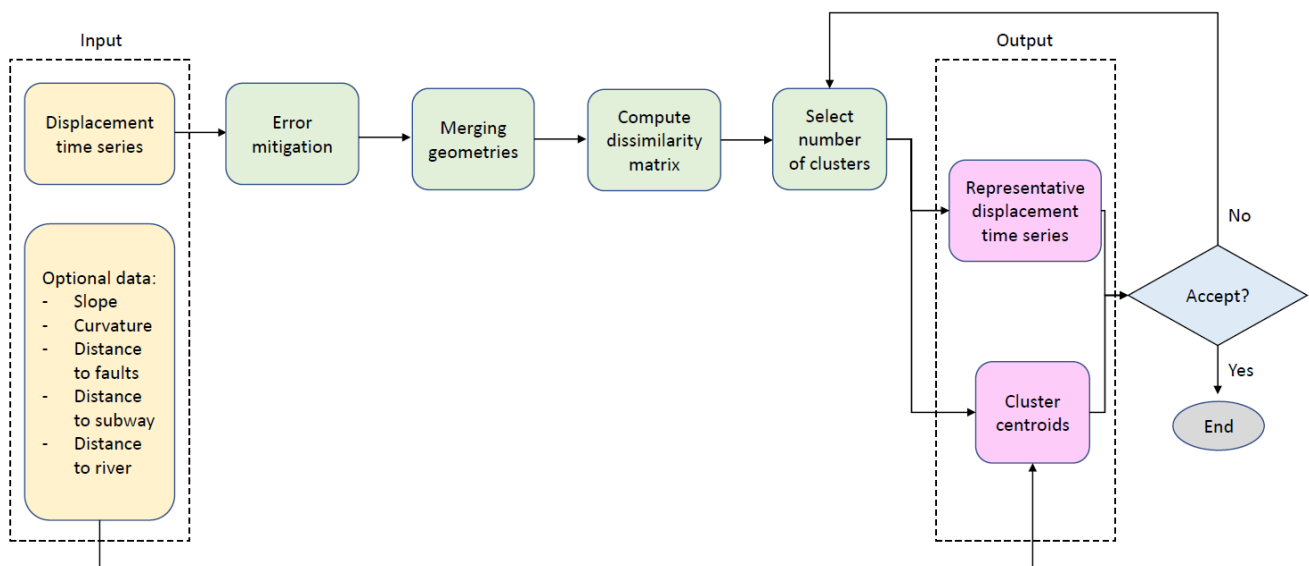 Input
Displacement
time series
Optional data:
- Slope
- Curvature
- Distance
to faults
- Distance
to subway
- Distance
to river
Error
mitigation
Merging
geometries
Compute
dissimilarity
matrix
Select
number
of clusters
Output
Representative
displacement
time series
Cluster
centroids
No
Accept?
Yes
End